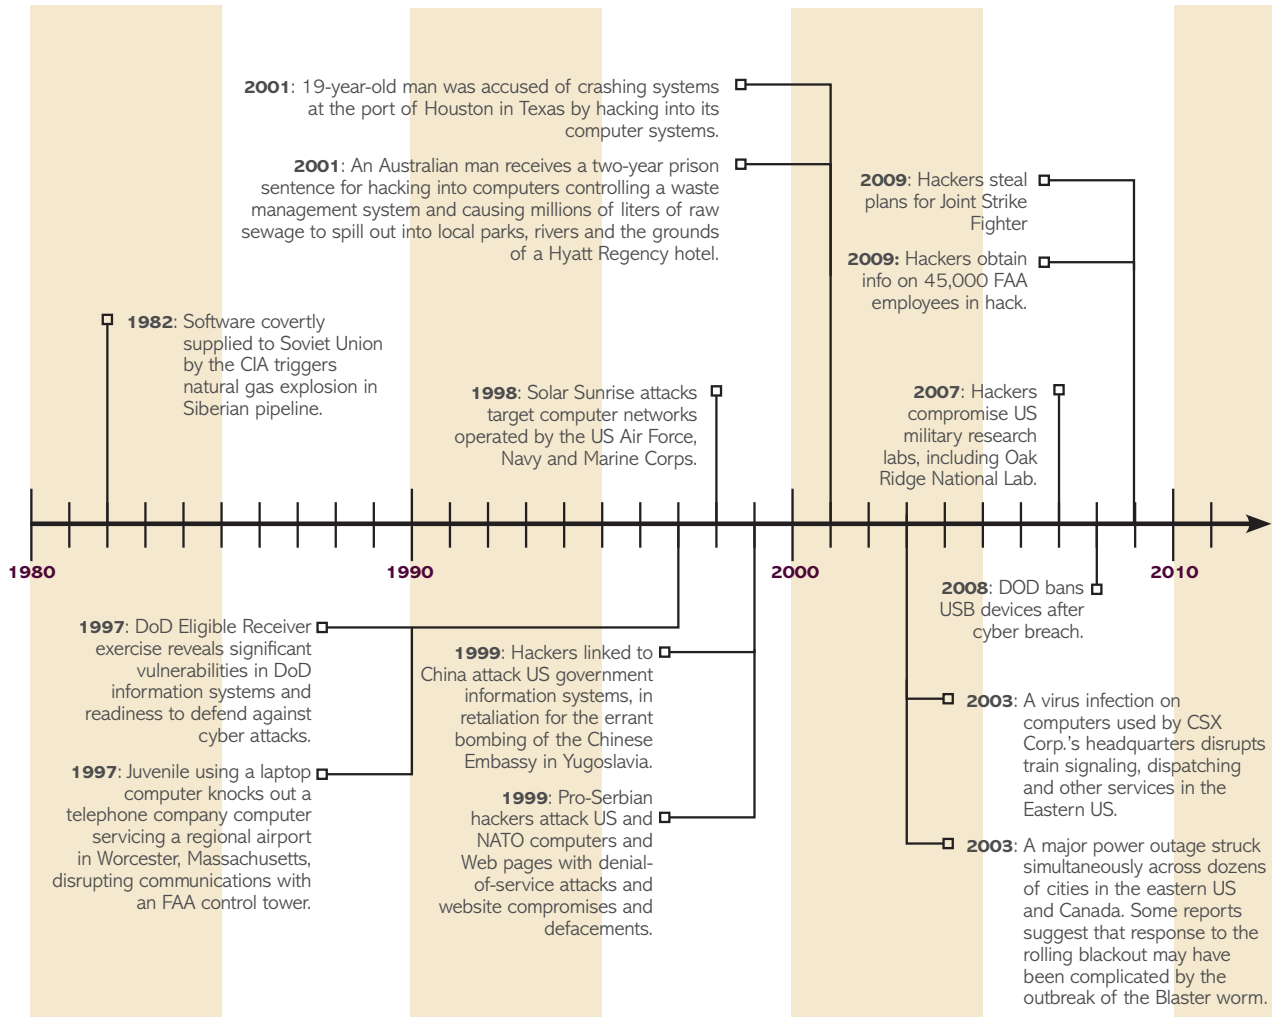 2001: 19-year-old man was accused of crashing systems
at the port of Houston in Texas by hacking into its
computer systems.
2001: An Australian man receives a two-year prison
sentence for hacking into computers controlling a waste
management system and causing millions of liters of raw
sewage to spill out into local parks, rivers and the grounds
of a Hyatt Regency hotel.
2009: Hackers steal
plans for Joint Strike
Fighter
2009: Hackers obtain
info on 45,000 FAA
employees in hack.
1982: Software covertly
supplied to Soviet Union
by the CIA triggers
natural gas explosion in
Siberian pipeline.
1998: Solar Sunrise attacks
target computer networks
operated by the US Air Force,
Navy and Marine Corps.
2007: Hackers
compromise US
military research
labs, including Oak
Ridge National Lab.
1980
1990
2000
2010
2008: DOD bans
USB devices after
cyber breach.
1997: DoD Eligible Receiver
exercise reveals significant
vulnerabilities in DoD
information systems and
readiness to defend against
cyber attacks.
1997: Juvenile using a laptop
computer knocks out a
telephone company computer
servicing a regional airport
in Worcester, Massachusetts,
disrupting communications with
an FAA control tower.
1999: Hackers linked to
China attack US government
information systems, in
retaliation for the errant
bombing of the Chinese
Embassy in Yugoslavia.
1999: Pro-Serbian
hackers attack US and
NATO computers and
Web pages with denial-
of-service attacks and
website compromises and
defacements.
2003: A virus infection on
computers used by CSX
Corp.'s headquarters disrupts
train signaling, dispatching
and other services in the
Eastern US.
2003: A major power outage struck
simultaneously across dozens
of cities in the eastern US
and Canada. Some reports
suggest that response to the
rolling blackout may have
been complicated by the
outbreak of the Blaster worm.